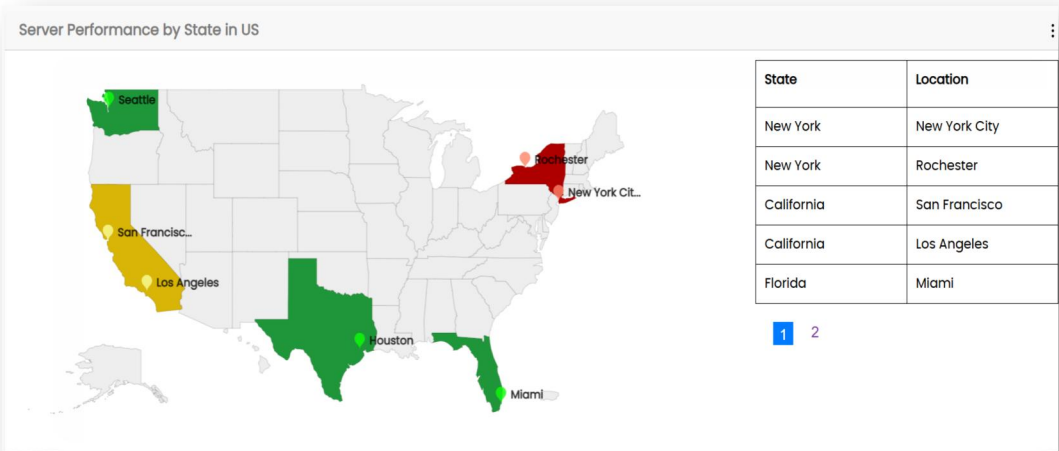 Server Performance by State in US
Seattle
Rochester
New York Cit...
San Francisc...
Los Angeles
Houston
Miami
State Location
New York New York City
New York Rochester
California San Francisco
California Los Angeles
Florida Miami
1 2